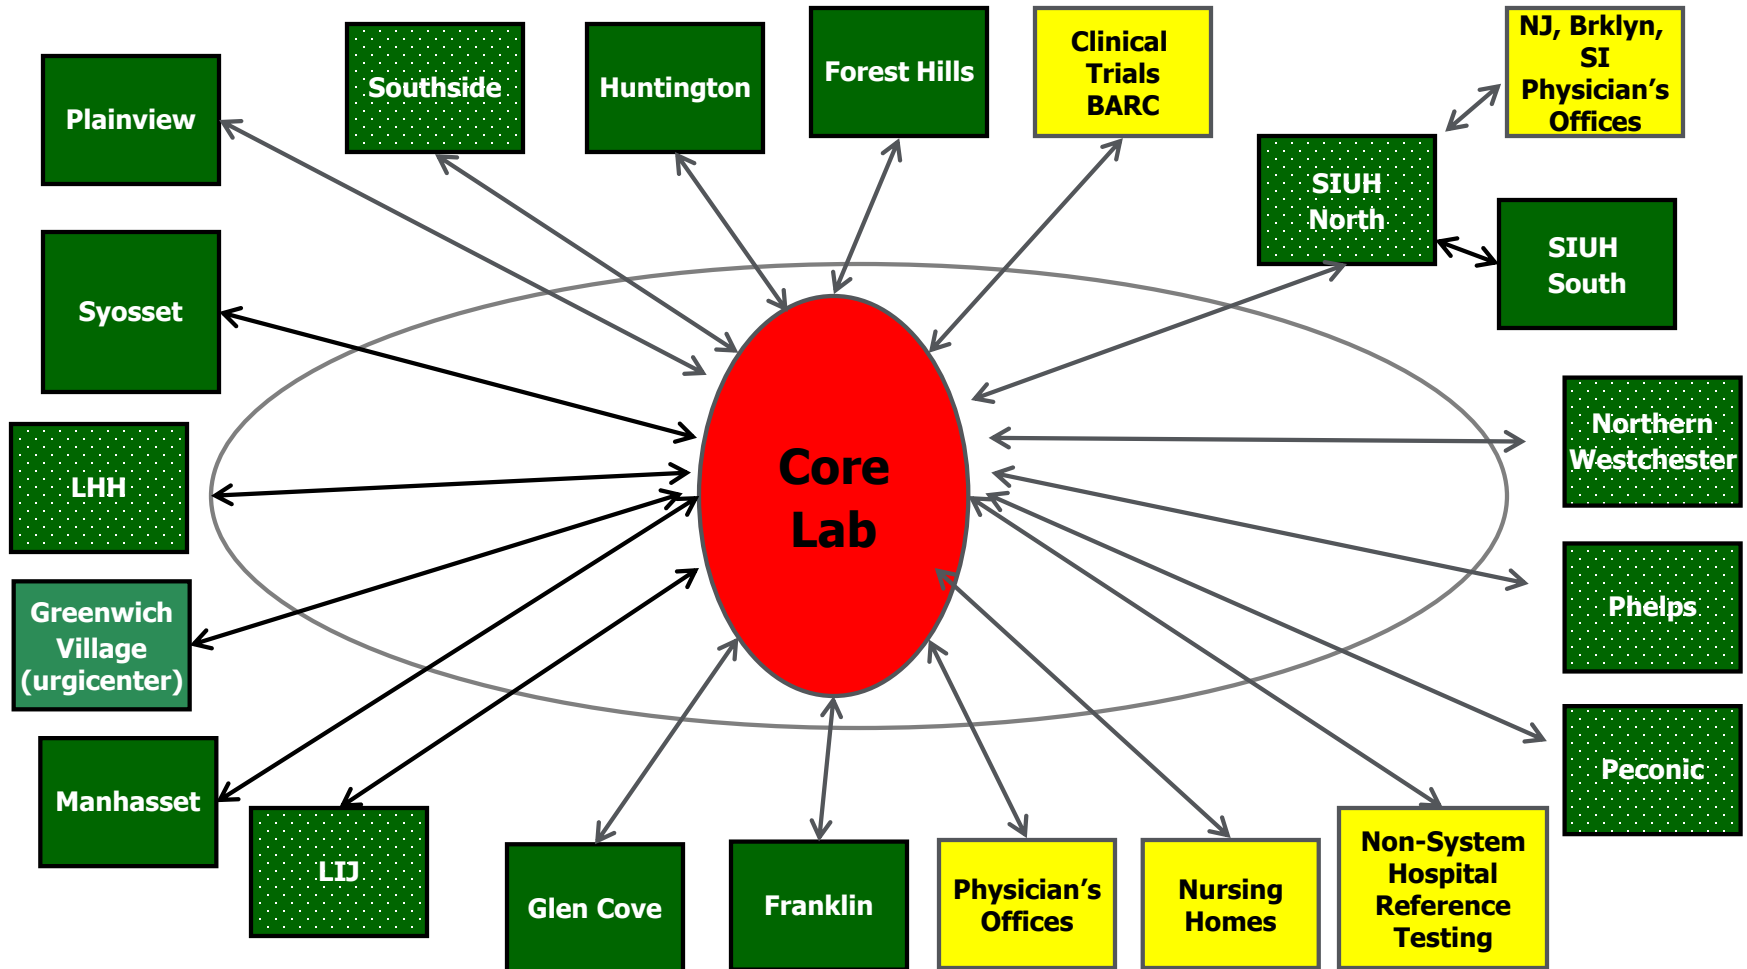 Plainview
Southside
Huntington
Forest Hills
Clinical
Trials
BARC
NJ, Brklyn,
SI
Physician’s
Offices
SIUH
North
SIUH
South
Syosset
LHH
Greenwich
Village
(urgicenter)
Manhasset
LIJ
Glen Cove
Franklin
Physician’s
Offices
Nursing
Homes
Non-System
Hospital
Reference
Testing
Peconic
Phelps
Northern
Westchester
Core
Lab